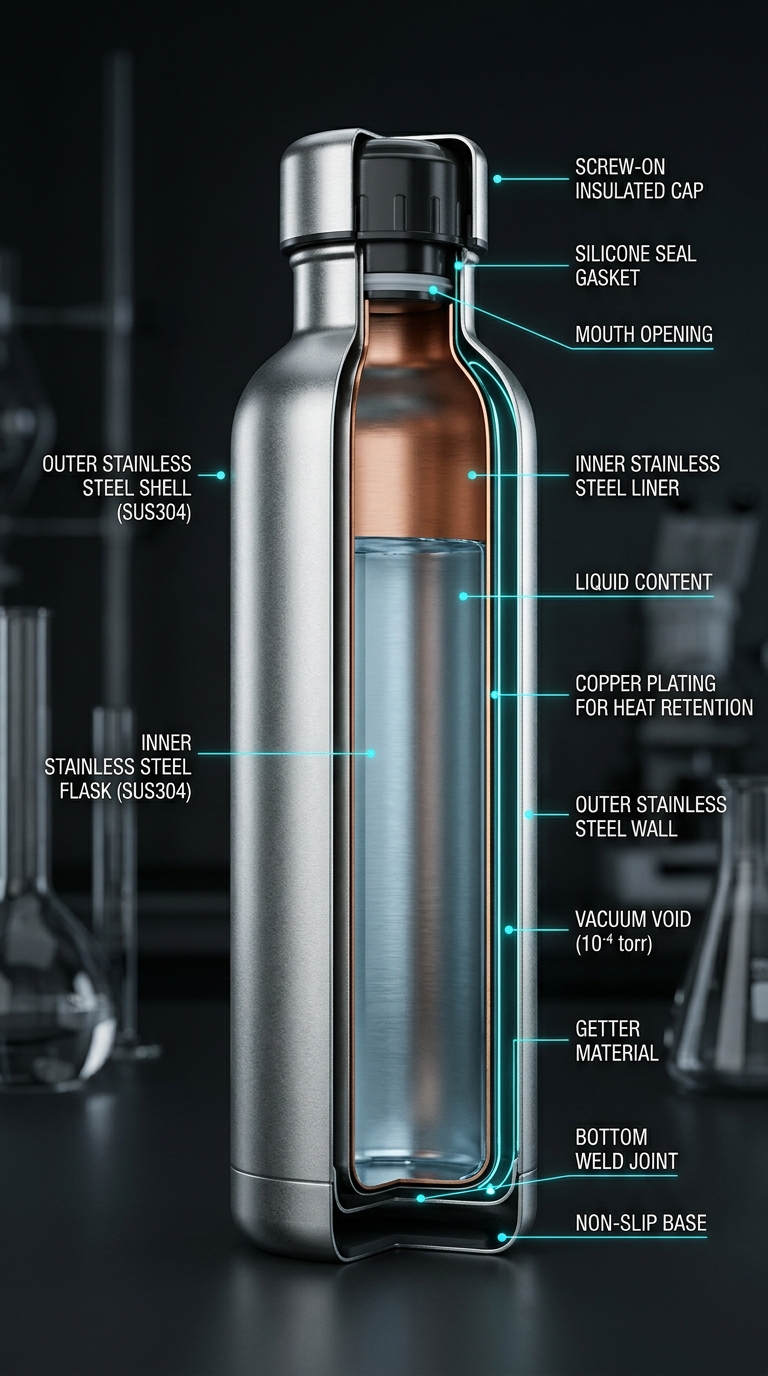 SCREW-ON
INSULATED CAP
SILICONE SEAL
GASKET
MOUTH OPENING
OUTER STAINLESS
STEEL SHELL
(SUS304)
INNER STAINLESS
STEEL LINER
LIQUID CONTENT
COPPER PLATING
FOR HEAT RETENTION
INNER
STAINLESS STEEL
FLASK (SUS304)
OUTER STAINLESS
STEEL WALL
VACUUM VOID
(10⁻⁴ torr)
GETTER
MATERIAL
BOTTOM
WELD JOINT
NON-SLIP BASE